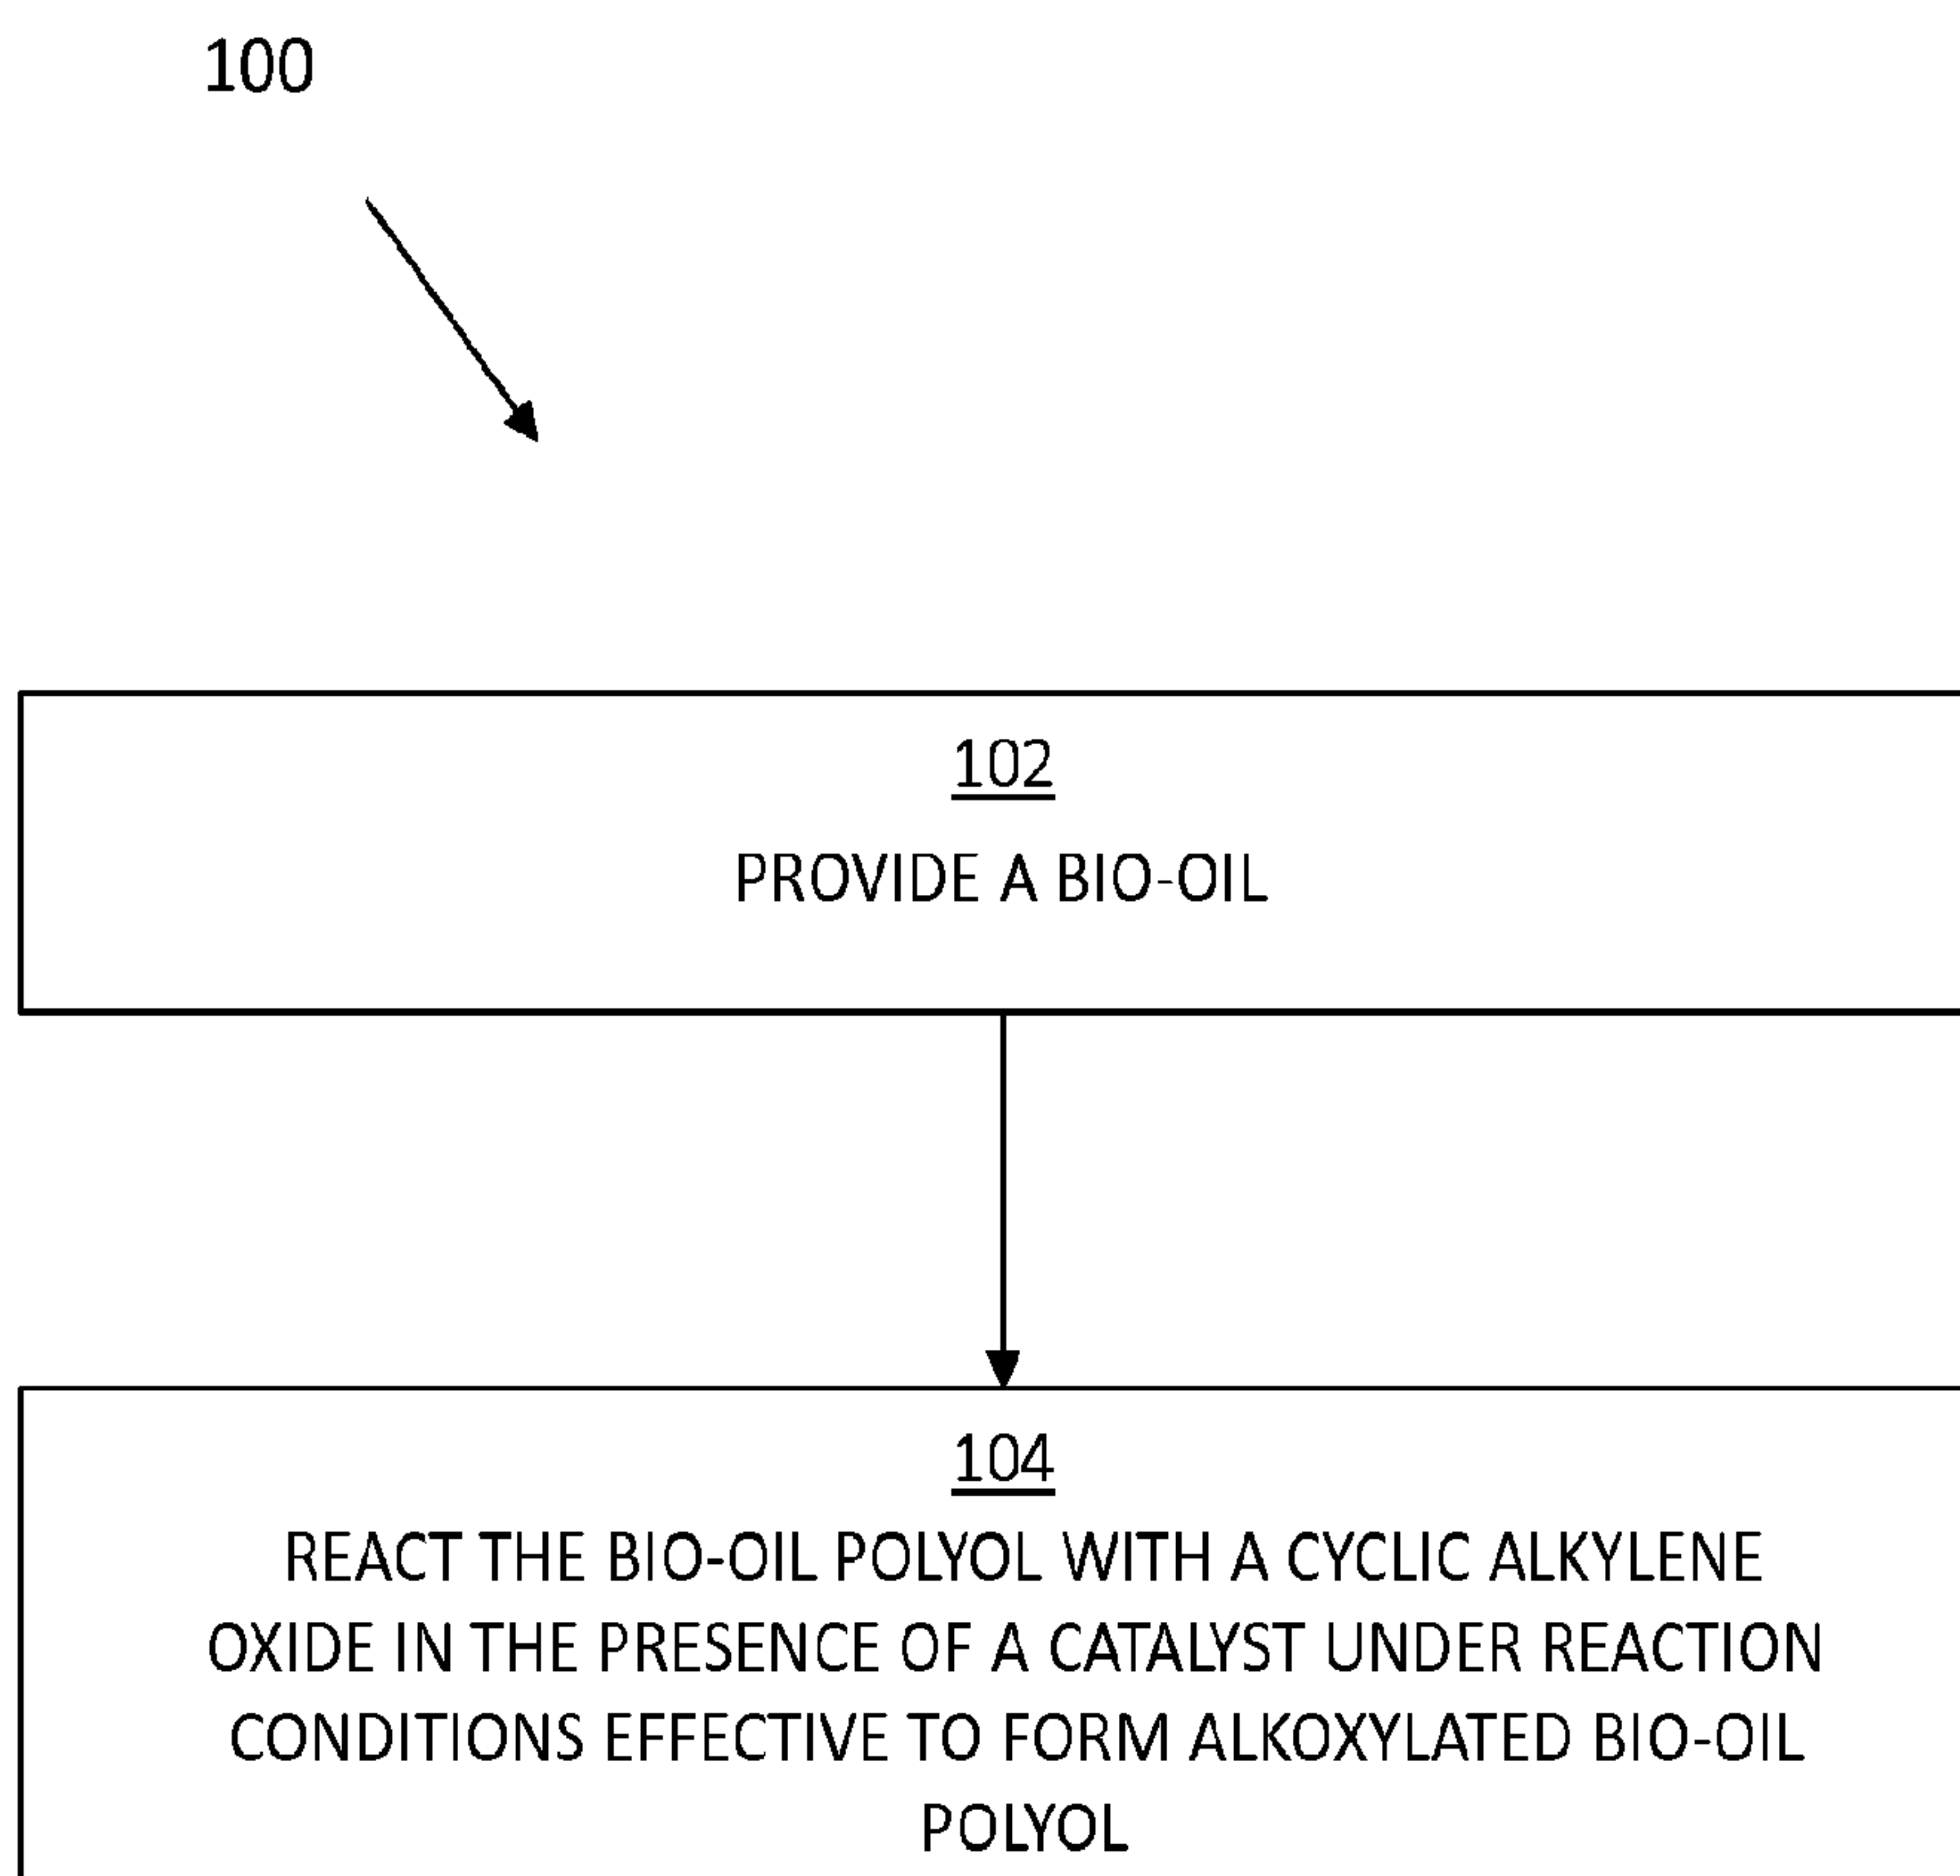 100
102
PROVIDE A BIO-OIL
104
REACT THE BIO-OIL POLYOL WITH A CYCLIC ALKYLENE
OXIDE IN THE PRESENCE OF A CATALYST UNDER REACTION
CONDITIONS EFFECTIVE TO FORM ALKOXYLATED BIO-OIL
POLYOL